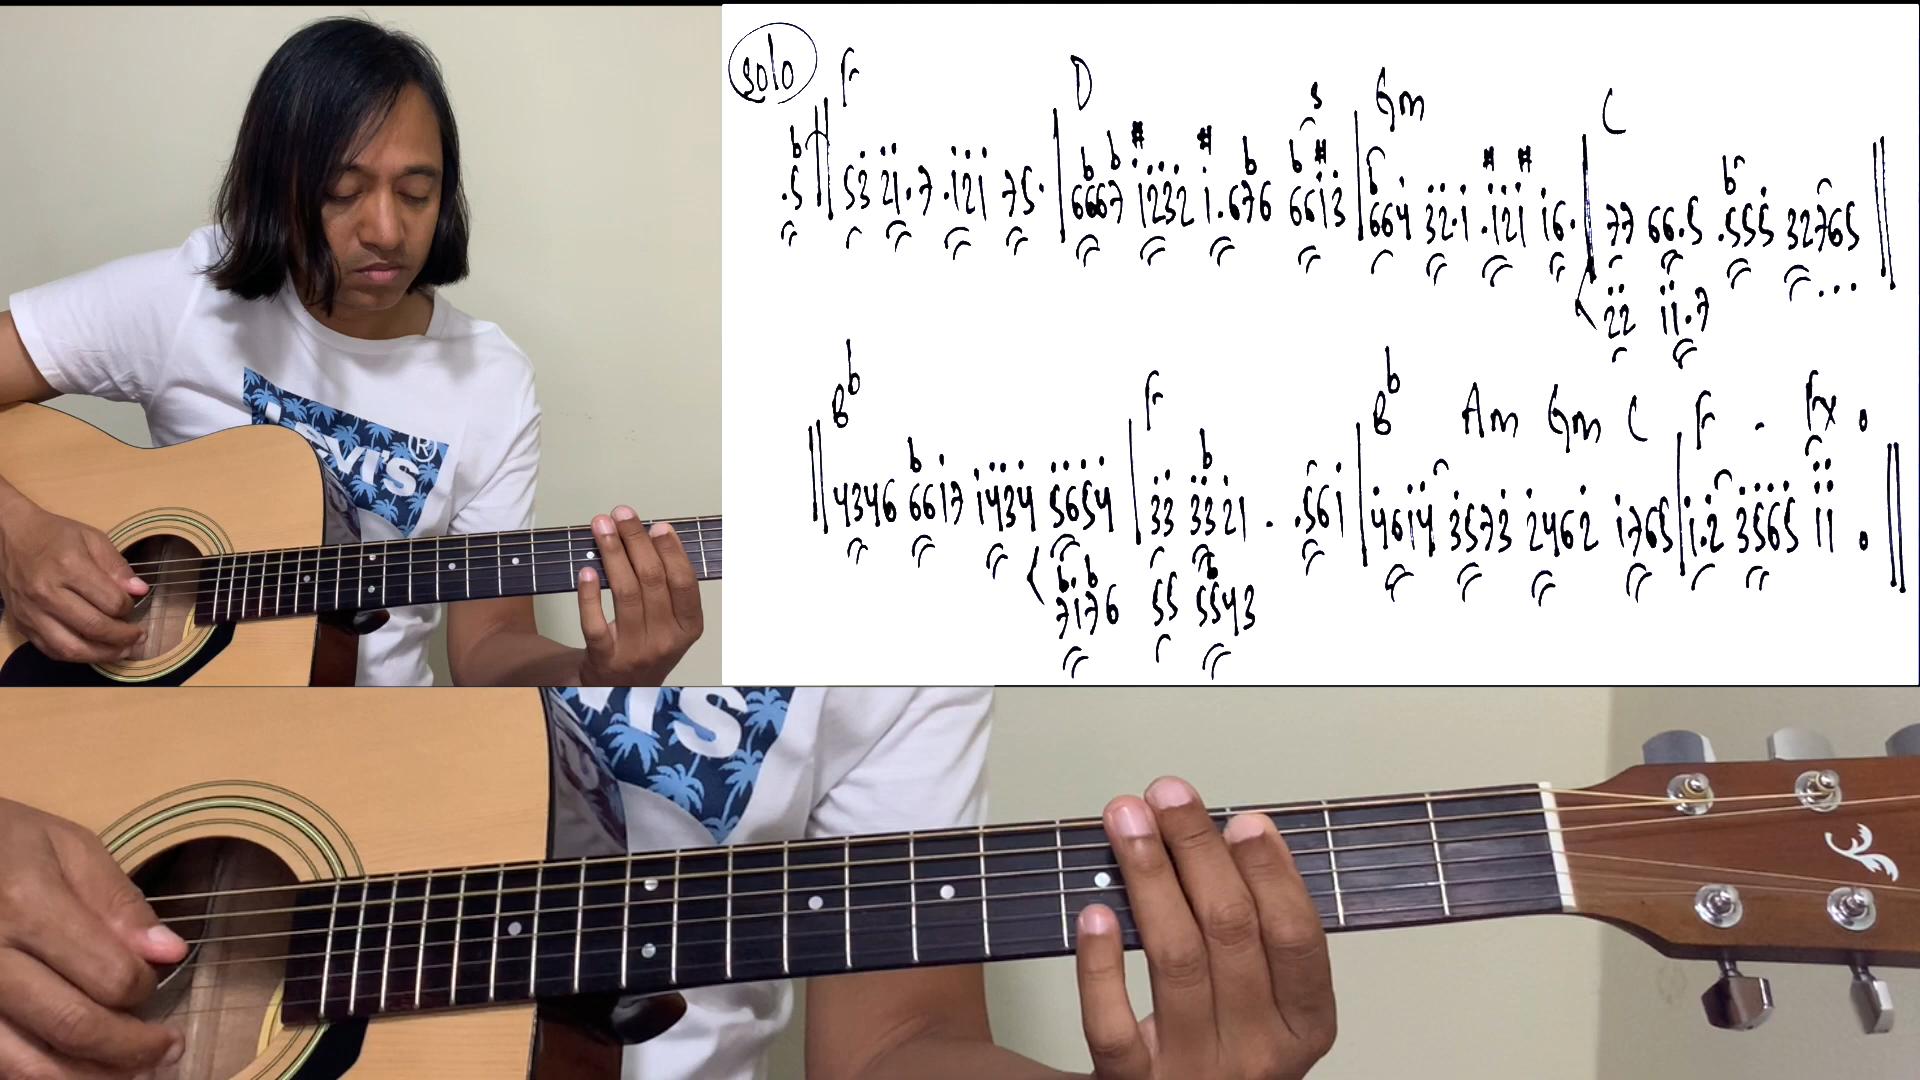 solo F D Gm C
.5 ‖ 53 21.7 .121 75. | 6667 1232 1.676 6613 | 664 32.1 .121 16. | 77 66.5 .555 32765 ‖
22 11.7
B♭ F B♭ Am Gm C F - Fx .
‖ 4346 6617 1434 5654 | 33 3321 . .561 | 4614 3573 2462 1765 | 1.2 3565 11 . ‖
7176 55 5543
Levi's®